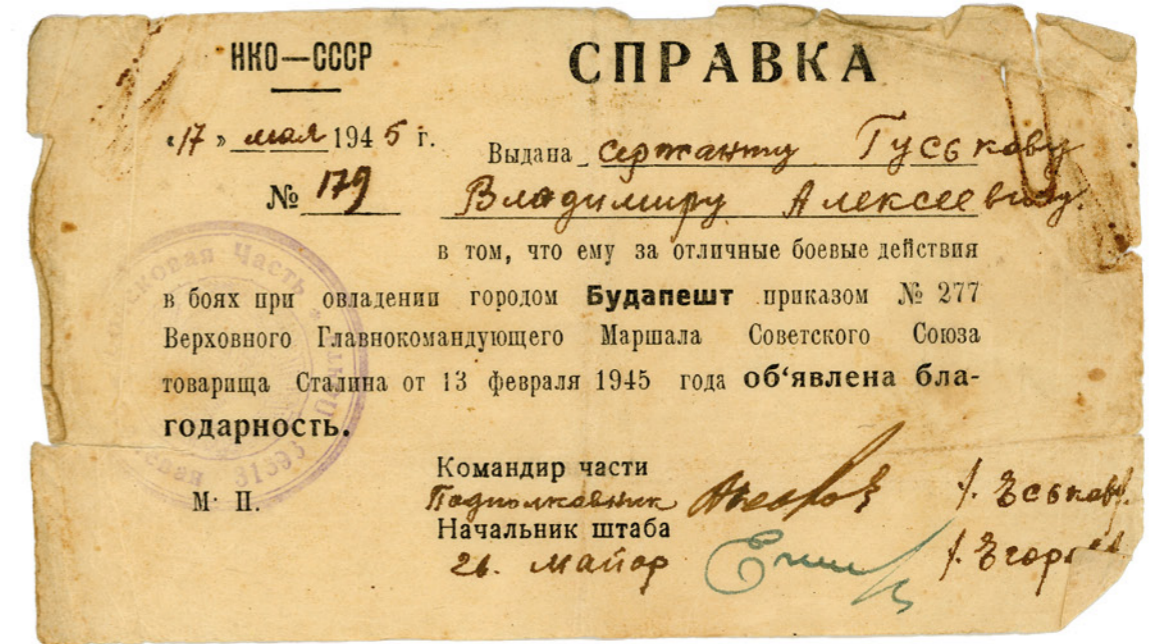 НКО—СССР
СПРАВКА
«17» мая 1945 г.
Выдана сержанту Гуськову
№ 179
Владимиру Алексеевичу
в том, что ему за отличные боевые действия
в боях при овладении городом Будапешт приказом № 277
Верховного Главнокомандующего Маршала Советского Союза
товарища Сталина от 13 февраля 1945 года об‘явлена бла-
годарность.
Часть
31393
Командир части
М. П.
Подполковник
Начальник штаба
гв. майор